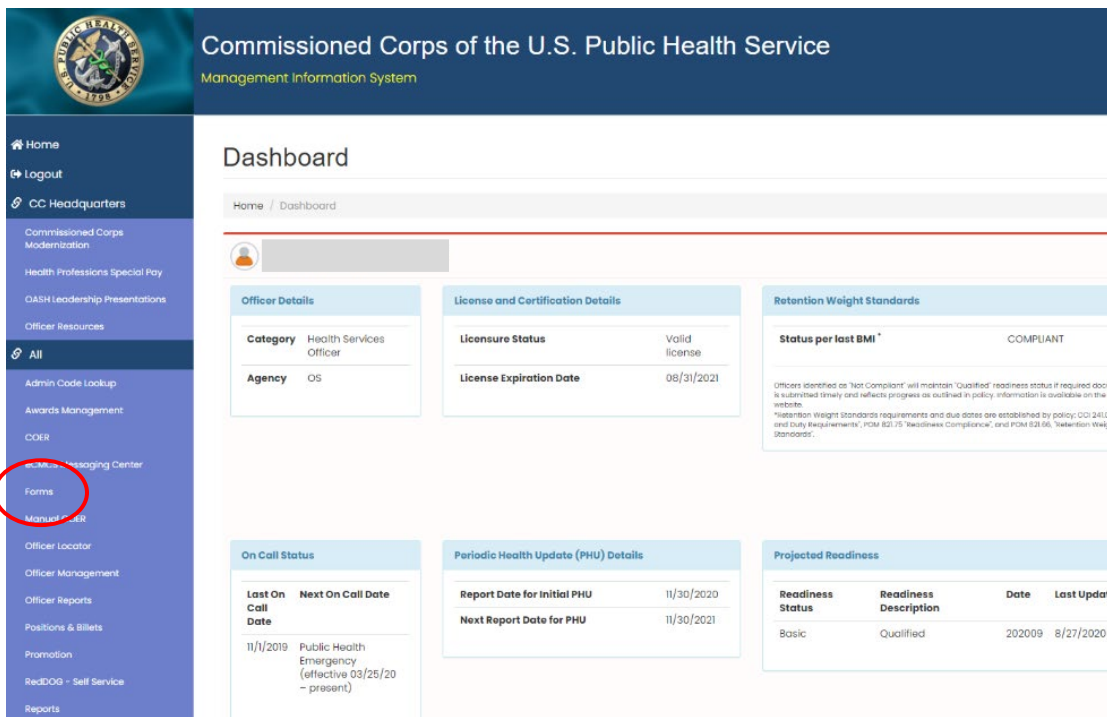 U.S. PUBLIC HEALTH SERVICE
1798
Commissioned Corps of the U.S. Public Health Service
Management Information System
Home
Logout
CC Headquarters
Commissioned Corps
Modernization
Health Professions Special Pay
OASH Leadership Presentations
Officer Resources
All
Admin Code Lookup
Awards Management
COER
Messaging Center
Forms
Manual
Officer Locator
Officer Management
Officer Reports
Positions & Billets
Promotion
RedDOG - Self Service
Reports
Dashboard
Home / Dashboard
Officer Details
Category Health Services
Officer
Agency OS
License and Certification Details
Licensure Status Valid
license
License Expiration Date 08/31/2021
Retention Weight Standards
Status per last BMI * COMPLIANT
Officers identified as "Not Compliant" will maintain "Qualified" readiness status if required doc
is submitted timely and reflects progress as outlined in policy. Information is available on the
website.
*Retention Weight Standards requirements and due dates are established by policy: CCI 241.
and Duty Requirements", POM 821.75 "Readiness Compliance", and POM 821.66, "Retention Wei
Standards".
On Call Status
Last On Next On Call Date
Call
Date
11/1/2019 Public Health
Emergency
(effective 03/25/20
– present)
Periodic Health Update (PHU) Details
Report Date for Initial PHU 11/30/2020
Next Report Date for PHU 11/30/2021
Projected Readiness
Readiness Readiness Date Last Updat
Status Description
Basic Qualified 202009 8/27/2020